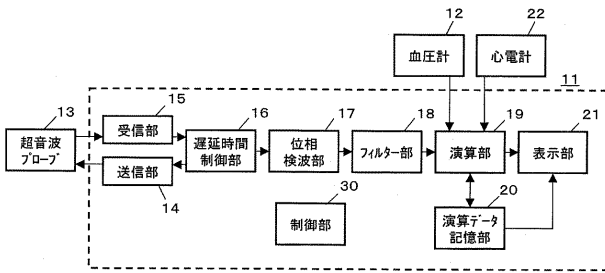 12
22
血圧計
心電計
11
13
15
16
17
18
19
21
超音波
プローブ
受信部
送信部
14
遅延時間
制御部
位相
検波部
フィルター部
演算部
表示部
30
制御部
20
演算データ
記憶部